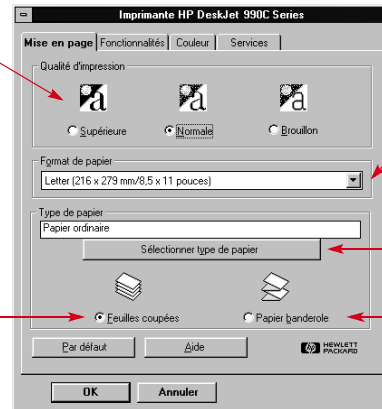 Imprimante HP DeskJet 990C Series
Mise en page Fonctionnalités Couleur Services
Qualité d'impression
a a a
Supérieure Normale Brouillon
Format de papier
Letter (216 x 279 mm/8,5 x 11 pouces)
Type de papier
Papier ordinaire
Sélectionner type de papier
Feuilles coupées Papier banderole
Par défaut Aide hp HEWLETT
PACKARD
OK Annuler